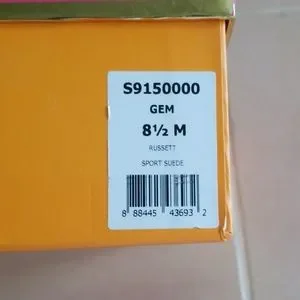 S9150000
GEM
8½ M
RUSSETT
SPORT SUEDE
8 88445 43693 2